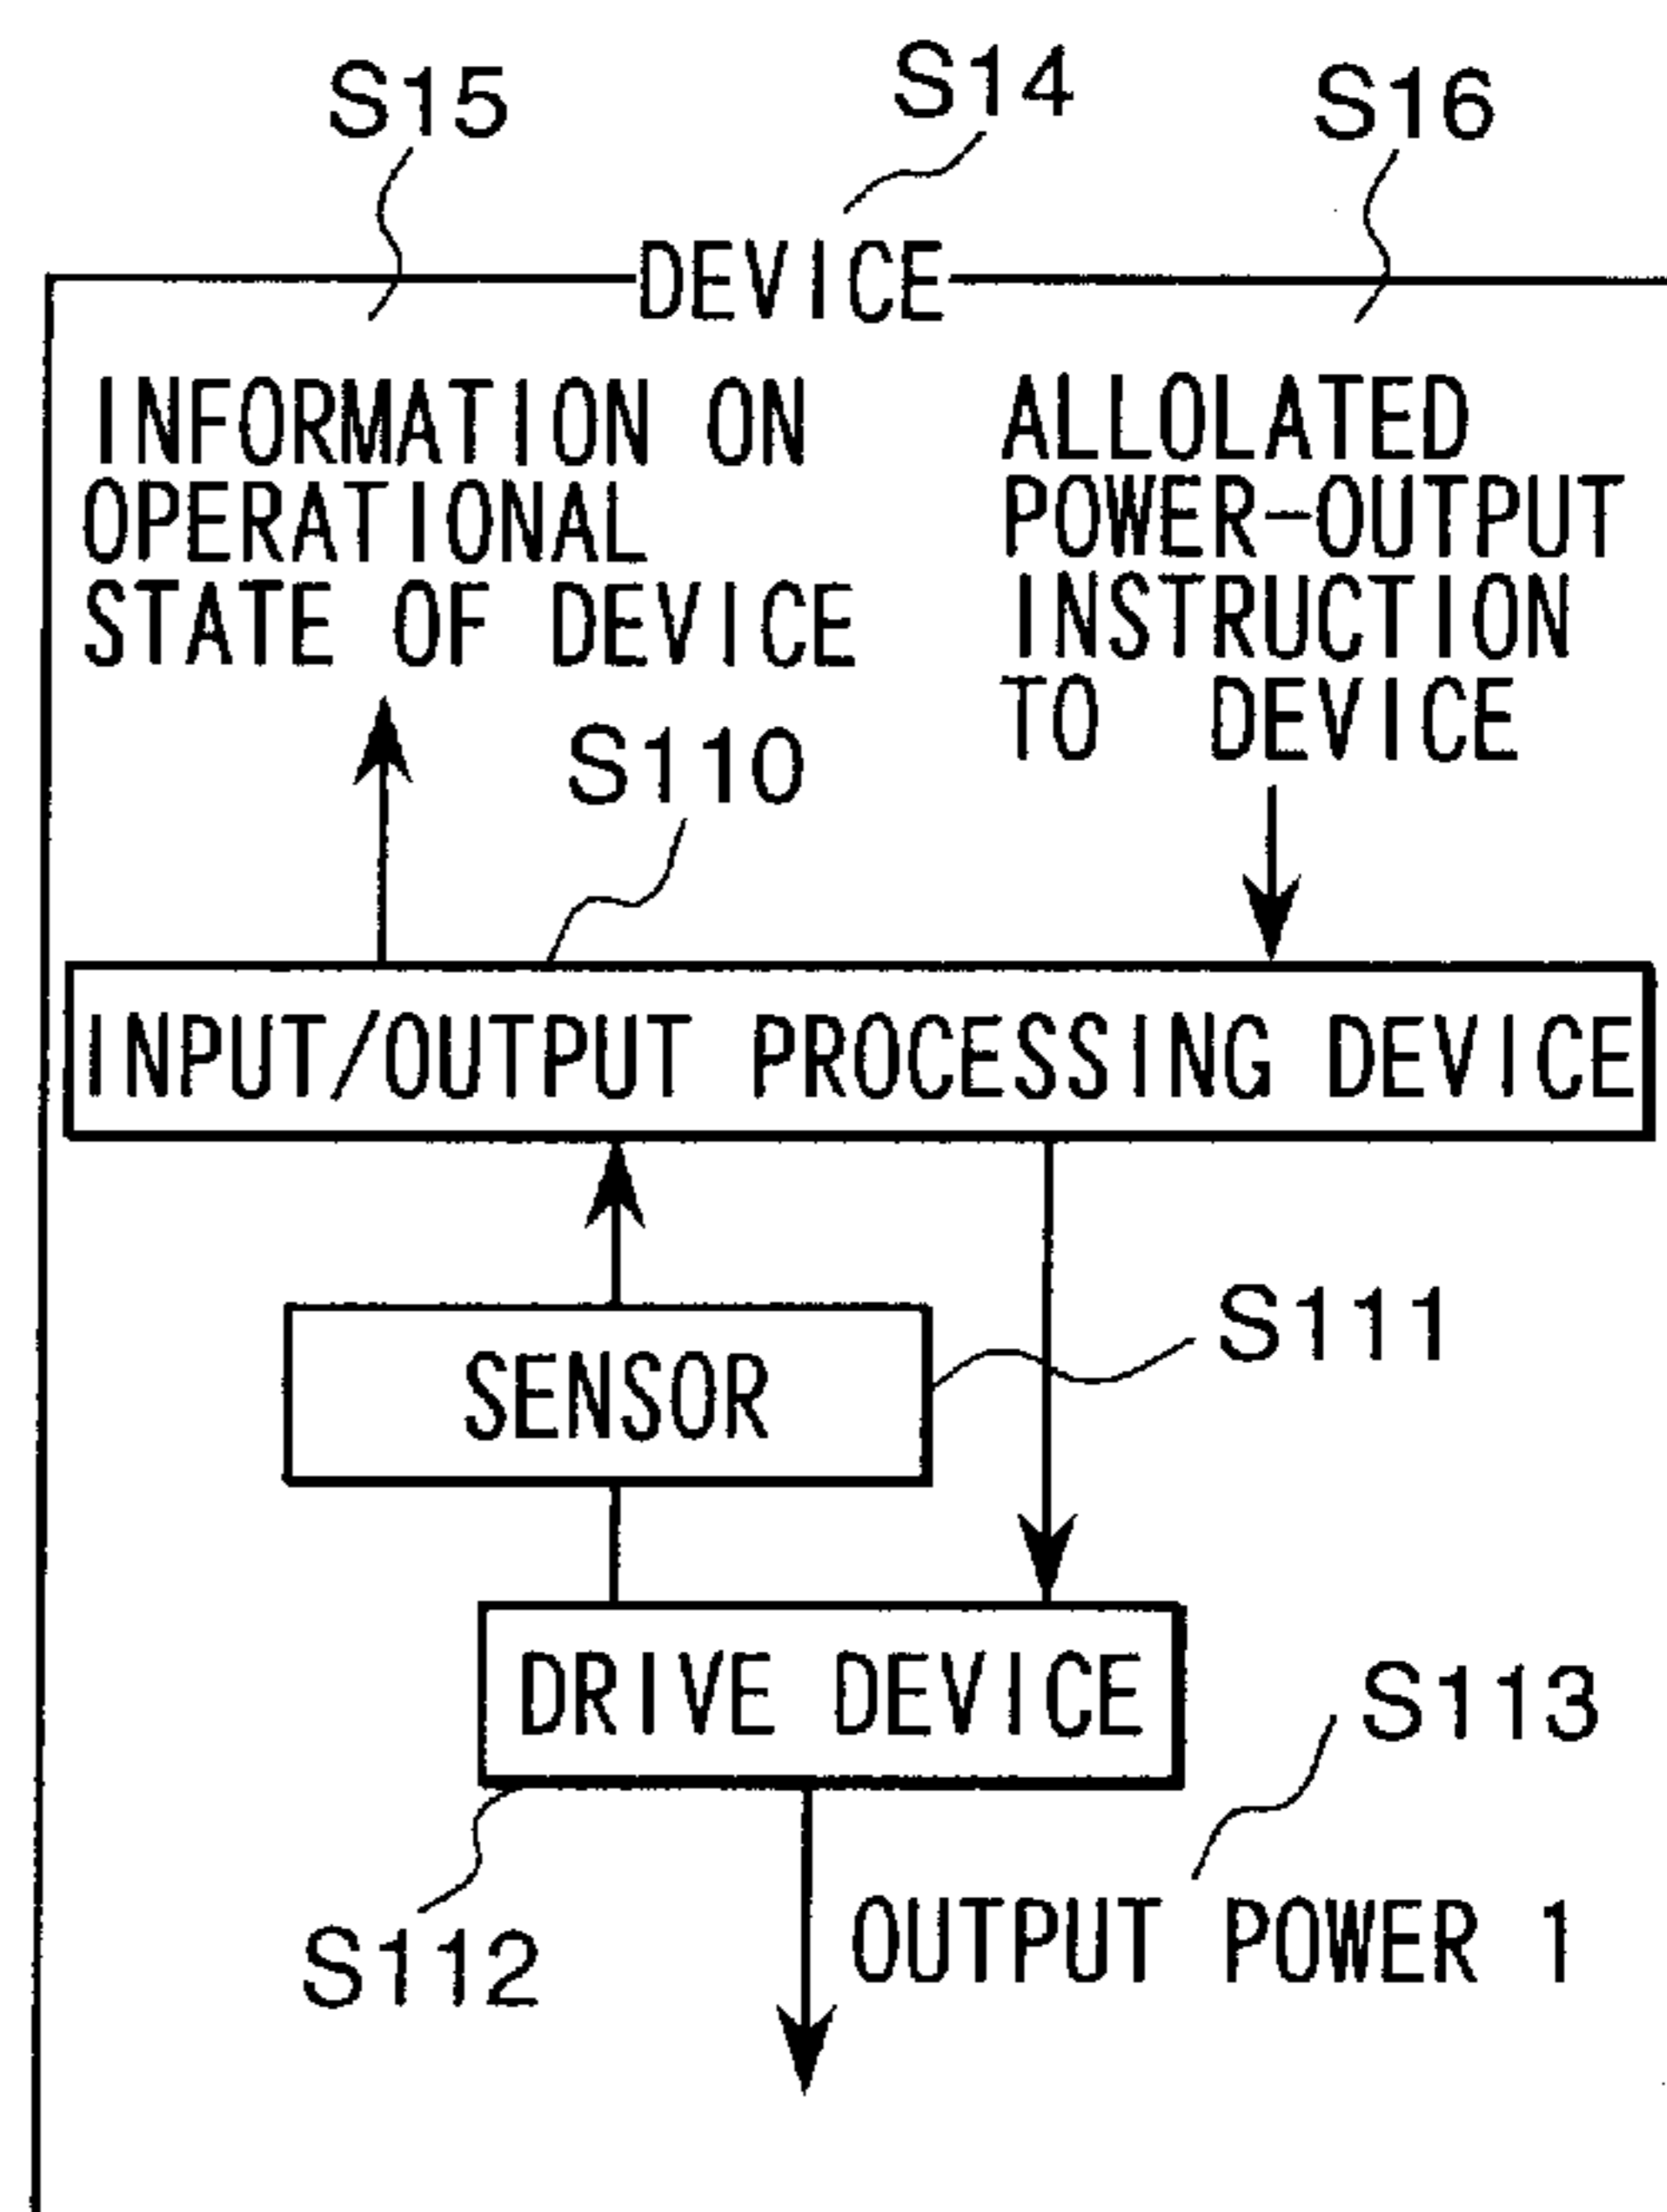 S15
S14
S16
DEVICE
INFORMATION ON
OPERATIONAL
STATE OF DEVICE
ALLOLATED
POWER-OUTPUT
INSTRUCTION
TO DEVICE
S110
INPUT/OUTPUT PROCESSING DEVICE
SENSOR
S111
DRIVE DEVICE
S113
S112
OUTPUT POWER 1